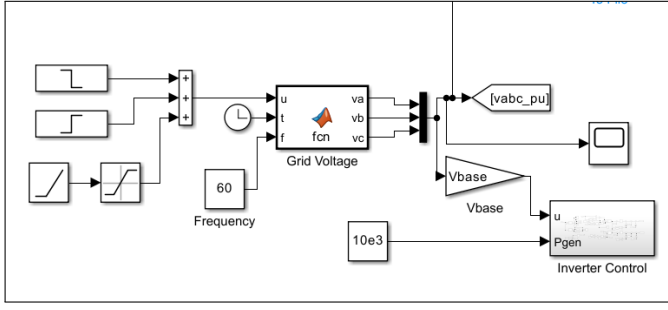 +
+
+
u
t
f
fcn
va
vb
vc
Grid Voltage
60
Frequency
[vabc_pu]
Vbase
Vbase
10e3
u
Pgen
Inverter Control